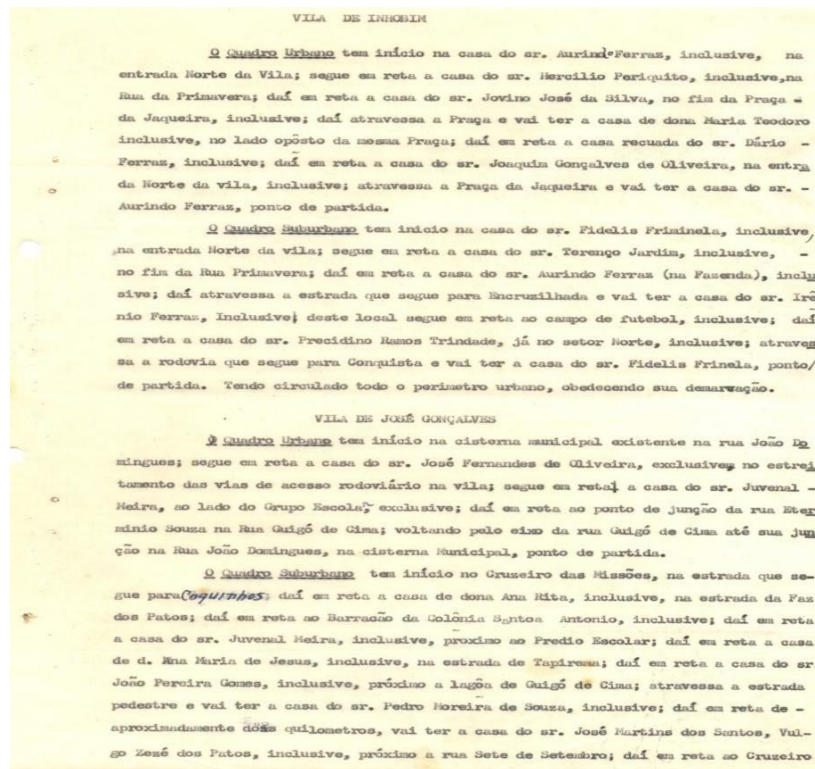 VILA DE INHOBIM
O Quadro Urbano tem início na casa do sr. Aurindo Ferraz, inclusive, na
entrada Norte da Vila; segue em reta a casa do sr. Hercilio Periquito, inclusive,na
Rua da Primavera; daí em reta a casa do sr. Jovino José da Silva, no fim da Praça -
da Jaqueira, inclusive; daí atravessa a Praça e vai ter a casa de dona Maria Teodoro
inclusive, no lado opôsto da mesma Praça; daí em reta a casa recuada do sr. Dário -
Ferraz, inclusive; daí em reta a casa do sr. Joaquim Gonçalves de Oliveira, na entra
da Norte da vila, inclusive; atravessa a Praça da Jaqueira e vai ter a casa do sr. -
Aurindo Ferraz, ponto de partida.
O Quadro Suburbano tem inicio na casa do sr. Fidelis Friminela, inclusive,
,na entrada Norte da vila; segue em reta a casa do sr. Terenço Jardim, inclusive, -
no fim da Rua Primavera; daí em reta a casa do sr. Aurindo Ferraz (na Fazenda), inclu
sive; daí atravessa a estrada que segue para Encruzilhada e vai ter a casa do sr. Irê
nio Ferraz, Inclusive; deste local segue em reta ao campo de futebol, inclusive; daí
em reta a casa do sr. Precidino Ramos Trindade, já no setor Norte, inclusive; atraves
sa a rodovia que segue para Conquista e vai ter a casa do sr. Fidelis Frinela, ponto/
de partida. Tendo circulado todo o perimetro urbano, obedecendo sua demarvação.
VILA DE JOSÉ GONÇALVES
O Quadro Urbano tem início na cisterna municipal existente na rua João Do
mingues; segue em reta a casa do sr. José Fernandes de Oliveira, exclusive, no estrei
tamento das vias de acesso rodoviário na vila; segue em reta a casa do sr. Juvenal -
Meira, ao lado do Grupo Escola, exclusive; daí em reta ao ponto de junção da rua Eter
minio Souza na Rua Guigó de Cima; voltando pelo eixo da rua Guigó de Cima até sua jun
ção na Rua João Domingues, na cisterna Municipal, ponto de partida.
O Quadro Suburbano tem início no Cruzeiro das Missões, na estrada que se-
gue para Coquinhos; daí em reta a casa de dona Ana Rita, inclusive, na estrada da Faz
dos Patos; daí em reta ao Barracão da Colônia Santoa Antonio, inclusive; daí em reta
a casa do sr. Juvenal Meira, inclusive, proximo ao Predio Escolar; daí em reta a casa
de d. Ana Maria de Jesus, inclusive, na estrada de Tapirema; daí em reta a casa do sr
João Pereira Gomes, inclusive, próximo a lagôa de Guigó de Cima; atravessa a estrada
pedestre e vai ter a casa do sr. Pedro Moreira de Souza, inclusive; daí em reta de -
aproximadamente dois quilometros, vai ter a casa do sr. José Martins dos Santos, Vul-
go Zezé dos Patos, inclusive, próximo a rua Sete de Setembro; daí em reta ao Cruzeiro